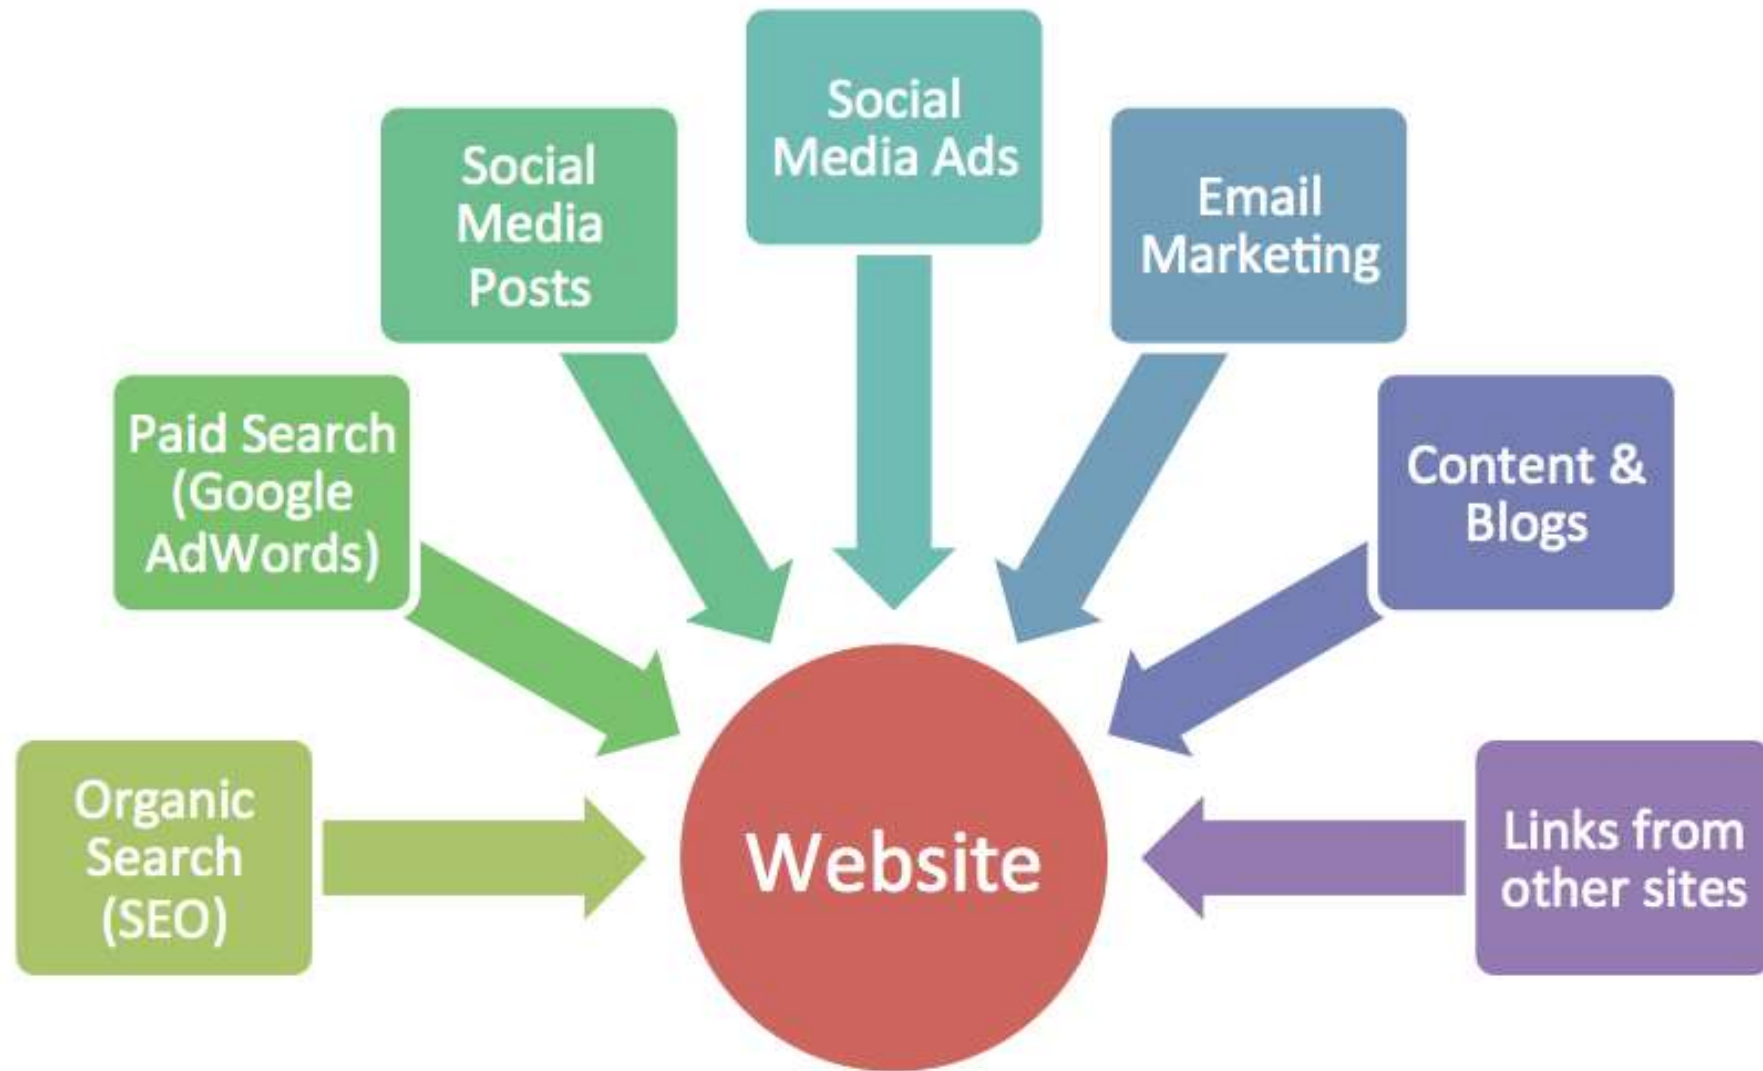 Social
Media Ads
Social
Media
Posts
Email
Marketing
Paid Search
(Google
AdWords)
Content &
Blogs
Organic
Search
(SEO)
Website
Links from
other sites